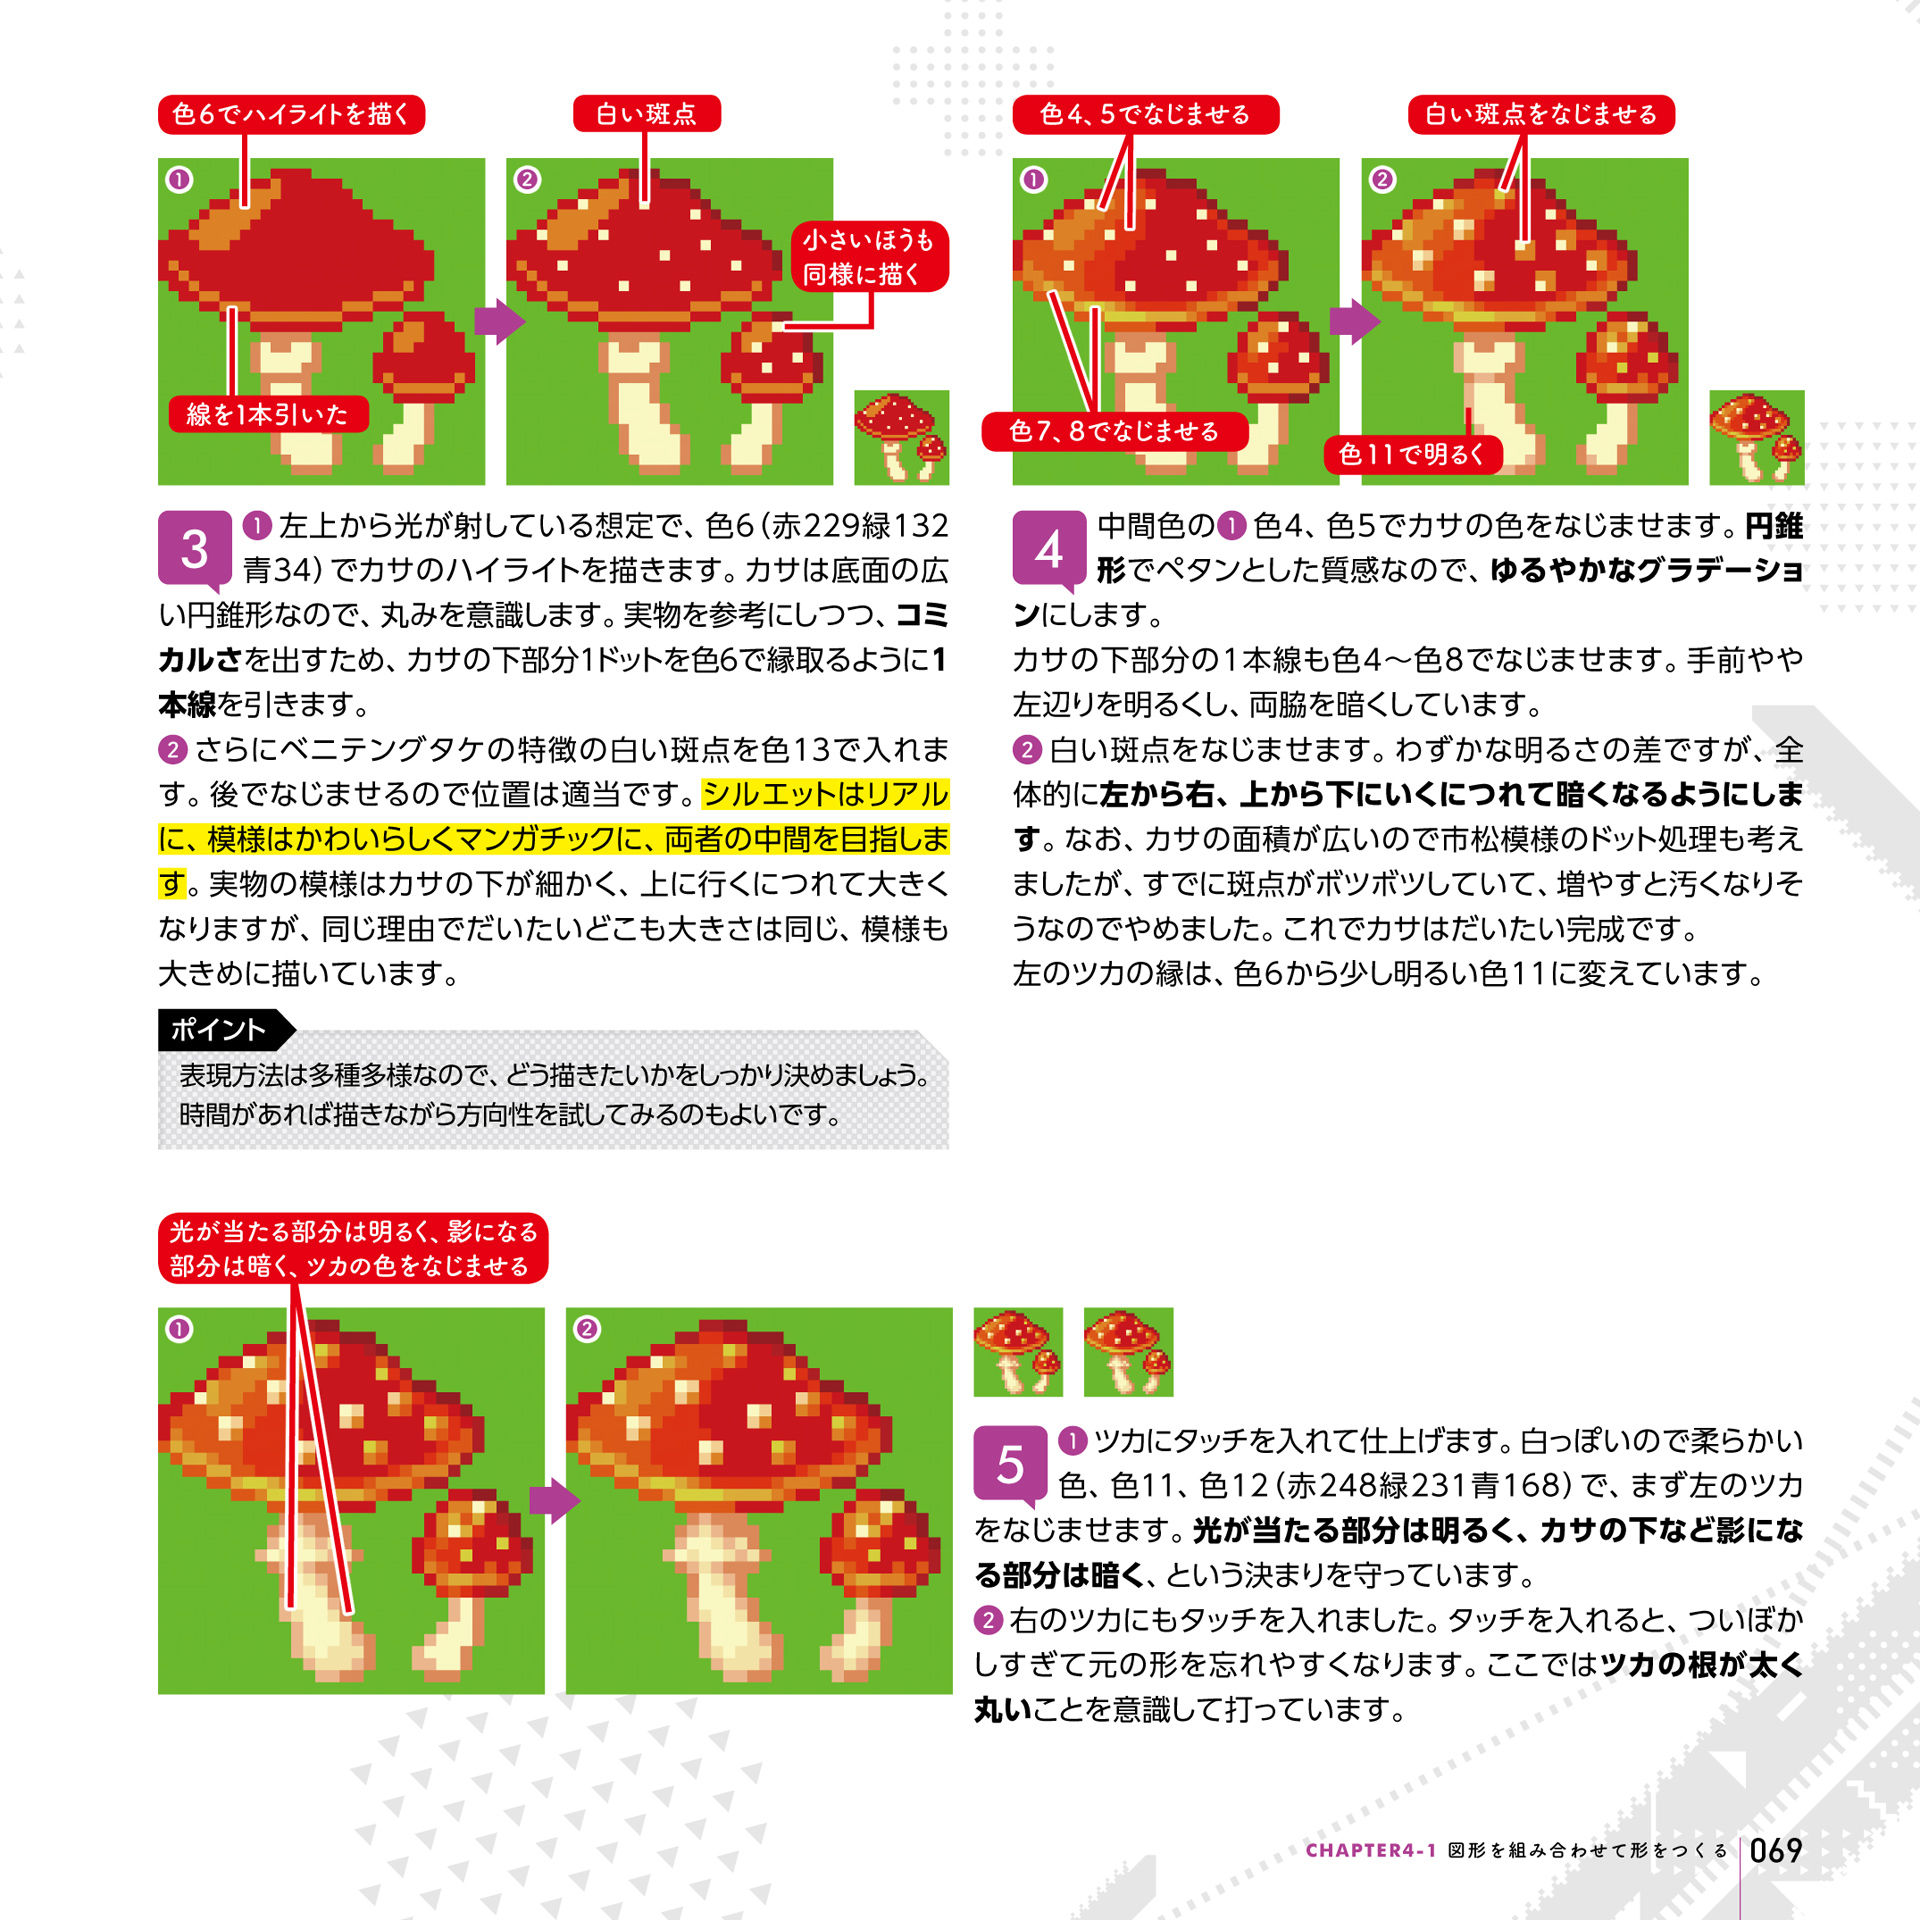 色6でハイライトを描く
白い斑点
❶
❷
小さいほうも
同様に描く
線を1本引いた
3
❶左上から光が射している想定で、色6（赤229緑132
青34）でカサのハイライトを描きます。カサは底面の広
い円錐形なので、丸みを意識します。実物を参考にしつつ、コミ
カルさを出すため、カサの下部分1ドットを色6で縁取るように1
本線を引きます。
❷さらにベニテングタケの特徴の白い斑点を色13で入れま
す。後でなじませるので位置は適当です。シルエットはリアル
に、模様はかわいらしくマンガチックに、両者の中間を目指しま
す。実物の模様はカサの下が細かく、上に行くにつれて大きく
なりますが、同じ理由でだいたいどこも大きさは同じ、模様も
大きめに描いています。
ポイント
表現方法は多種多様なので、どう描きたいかをしっかり決めましょう。
時間があれば描きながら方向性を試してみるのもよいです。
色4、5でなじませる
白い斑点をなじませる
❶
❷
色7、8でなじませる
色11で明るく
4
中間色の❶色4、色5でカサの色をなじませます。円錐
形でペタンとした質感なので、ゆるやかなグラデーショ
ンにします。
カサの下部分の1本線も色4〜色8でなじませます。手前やや
左辺りを明るくし、両脇を暗くしています。
❷白い斑点をなじませます。わずかな明るさの差ですが、全
体的に左から右、上から下にいくにつれて暗くなるようにしま
す。なお、カサの面積が広いので市松模様のドット処理も考え
ましたが、すでに斑点がボツボツしていて、増やすと汚くなりそ
うなのでやめました。これでカサはだいたい完成です。
左のツカの縁は、色6から少し明るい色11に変えています。
光が当たる部分は明るく、影になる
部分は暗く、ツカの色をなじませる
❶
❷
5
❶ツカにタッチを入れて仕上げます。白っぽいので柔らかい
色、色11、色12（赤248緑231青168）で、まず左のツカ
をなじませます。光が当たる部分は明るく、カサの下など影にな
る部分は暗く、という決まりを守っています。
❷右のツカにもタッチを入れました。タッチを入れると、ついぼか
しすぎて元の形を忘れやすくなります。ここではツカの根が太く
丸いことを意識して打っています。
CHAPTER4-1 図形を組み合わせて形をつくる 069